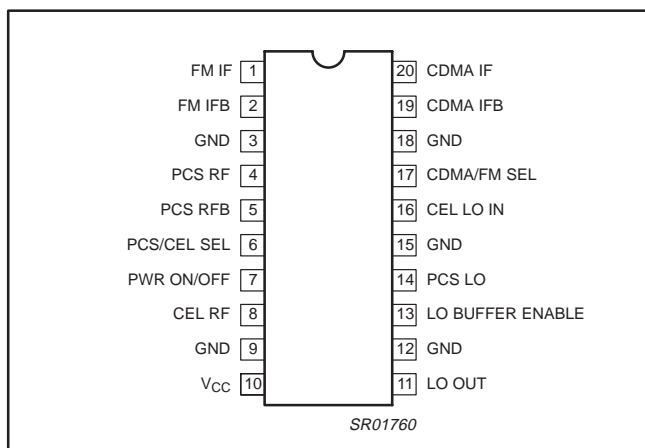 FM IF 1 20 CDMA IF
FM IFB 2 19 CDMA IFB
GND 3 18 GND
PCS RF 4 17 CDMA/FM SEL
PCS RFB 5 16 CEL LO IN
PCS/CEL SEL 6 15 GND
PWR ON/OFF 7 14 PCS LO
CEL RF 8 13 LO BUFFER ENABLE
GND 9 12 GND
VCC 10 11 LO OUT
SR01760